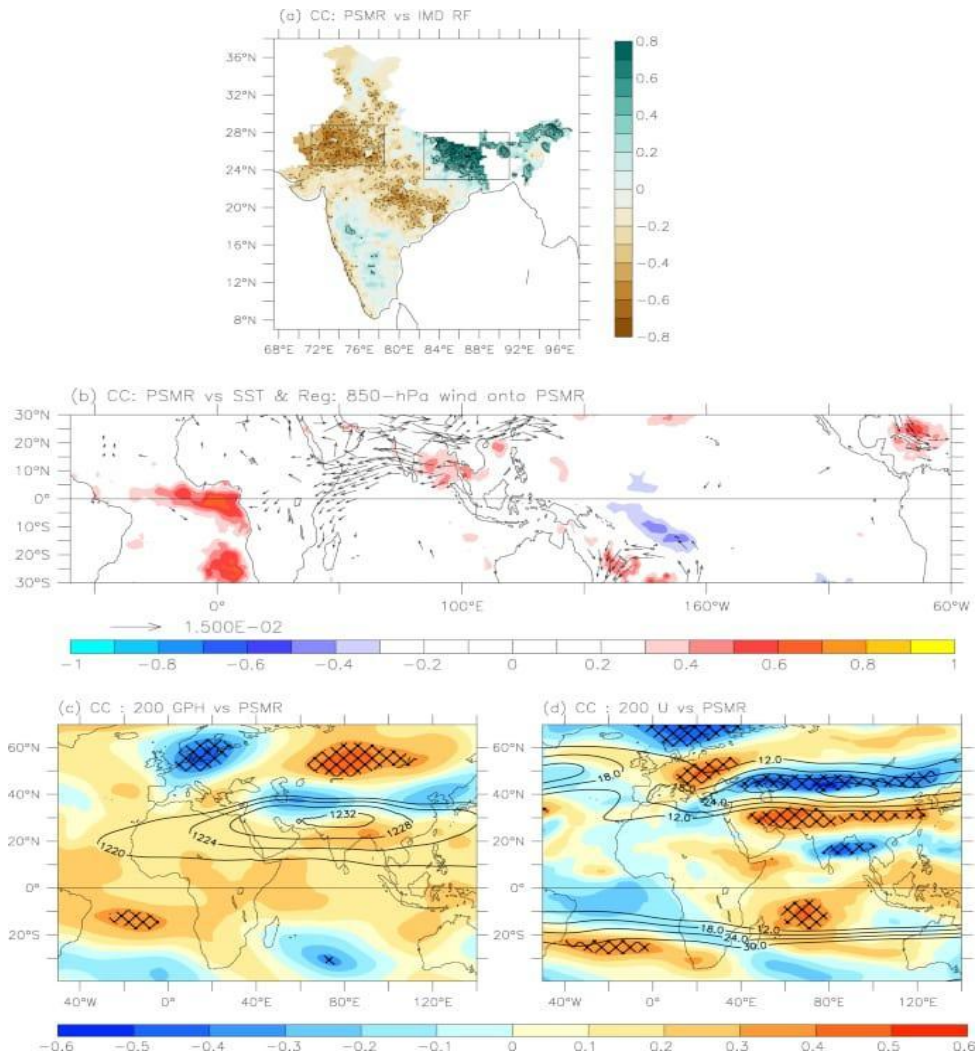 (a) CC: PSMR vs IMD RF
36°N
32°N
28°N
24°N
20°N
16°N
12°N
8°N
68°E 72°E 76°E 80°E 84°E 88°E 92°E 96°E
0.8
0.6
0.4
0.2
0
-0.2
-0.4
-0.6
-0.8
(b) CC: PSMR vs SST & Reg: 850-hPa wind onto PSMR
30°N
20°N
10°N
0°
10°S
20°S
30°S
0° 100°E 160°W 60°W
1.500E-02
-1 -0.8 -0.6 -0.4 -0.2 0 0.2 0.4 0.6 0.8 1
(c) CC : 200 GPH vs PSMR
60°N
40°N
20°N
0°
20°S
40°W 0° 40°E 80°E 120°E
1232
1228
1224
1220
(d) CC : 200 U vs PSMR
60°N
40°N
20°N
0°
20°S
40°W 0° 40°E 80°E 120°E
12.0
18.0
12.0
18.0
24.0
12.0
12.0
18.0
24.0
30.0
12.0
-0.6 -0.5 -0.4 -0.3 -0.2 -0.1 0 0.1 0.2 0.3 0.4 0.5 0.6